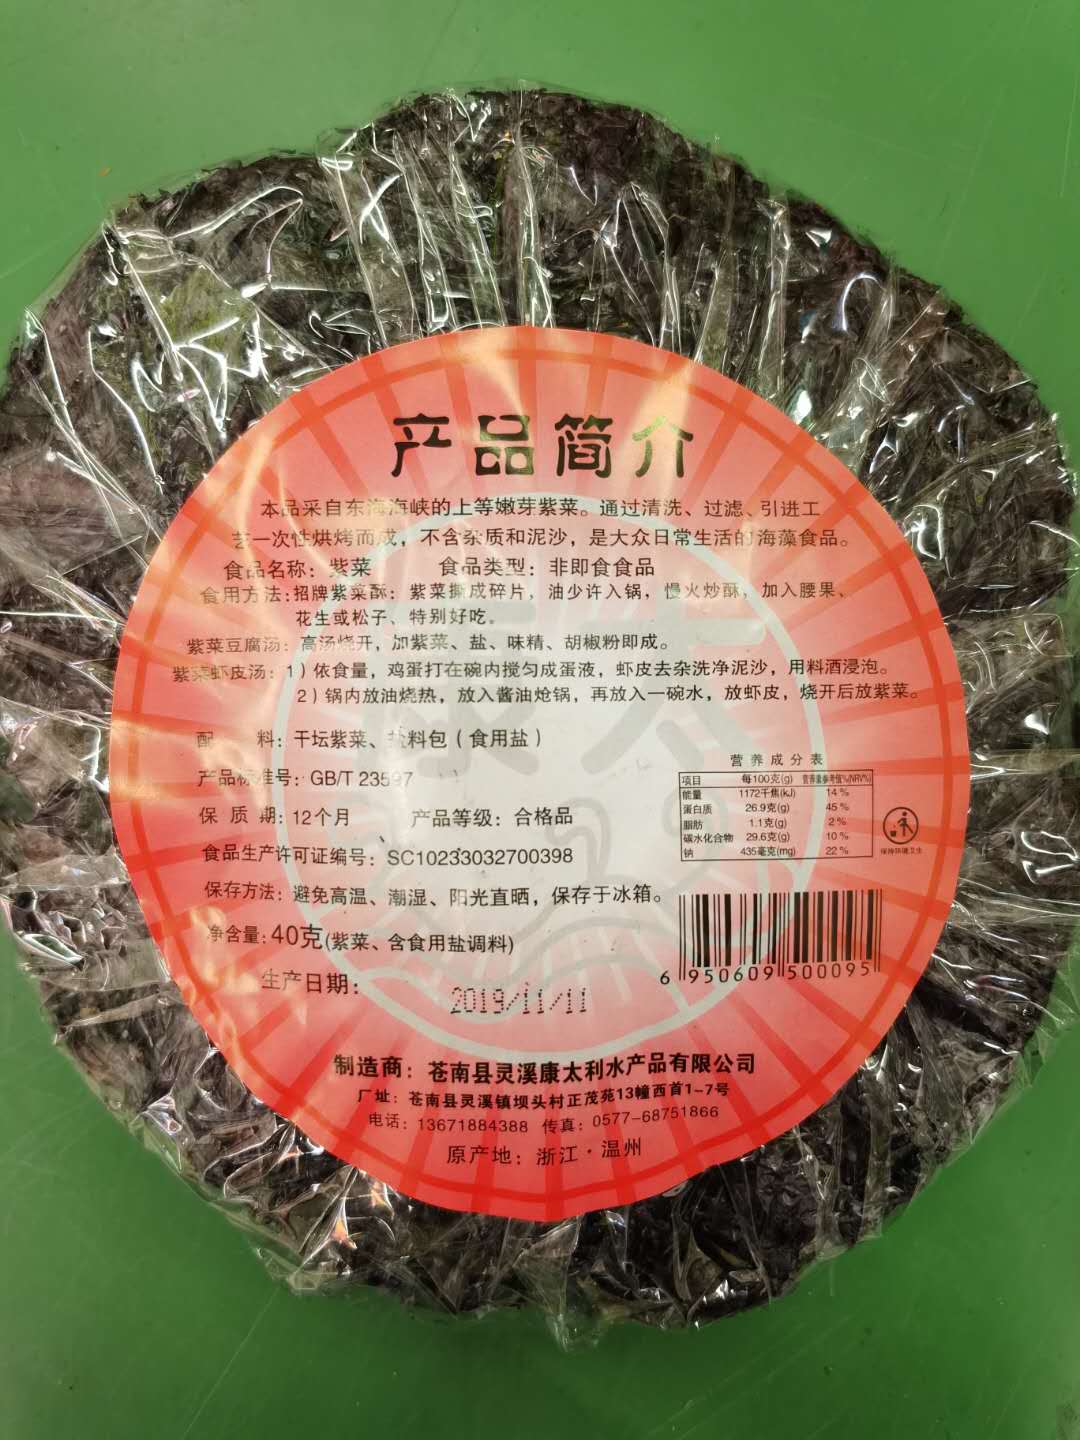 产品简介
本品采自东海海峡的上等嫩芽紫菜。通过清洗、过滤、引进工
艺一次性烘烤而成，不含杂质和泥沙，是大众日常生活的海藻食品。
食品名称：紫菜 食品类型：非即食食品
食用方法：招牌紫菜酥：紫菜撕成碎片，油少许入锅，慢火炒酥，加入腰果、
花生或松子、特别好吃。
紫菜豆腐汤：高汤烧开，加紫菜、盐、味精、胡椒粉即成。
紫菜虾皮汤：1）依食量，鸡蛋打在碗内搅匀成蛋液，虾皮去杂洗净泥沙，用料酒浸泡。
2）锅内放油烧热，放入酱油炝锅，再放入一碗水，放虾皮，烧开后放紫菜。
配 料：干坛紫菜、盐料包（食用盐）
产品标准号：GB/T 23597
保 质 期：12个月 产品等级：合格品
食品生产许可证编号：SC10233032700398
保存方法：避免高温、潮湿、阳光直晒，保存于冰箱。
净含量：40克(紫菜、含食用盐调料)
生产日期：
2019/11/11
营养成分表
项目 每100克(g) 营养素参考值%(NRV%)
能量 1172千焦(kJ) 14%
蛋白质 26.9克(g) 45%
脂肪 1.1克(g) 2%
碳水化合物 29.6克(g) 10%
钠 435毫克(mg) 22%
保持环境卫生
6 950609 500095
制造商：苍南县灵溪康太利水产品有限公司
厂址：苍南县灵溪镇坝头村正茂苑13幢西首1-7号
电话：13671884388 传真：0577-68751866
原产地：浙江·温州